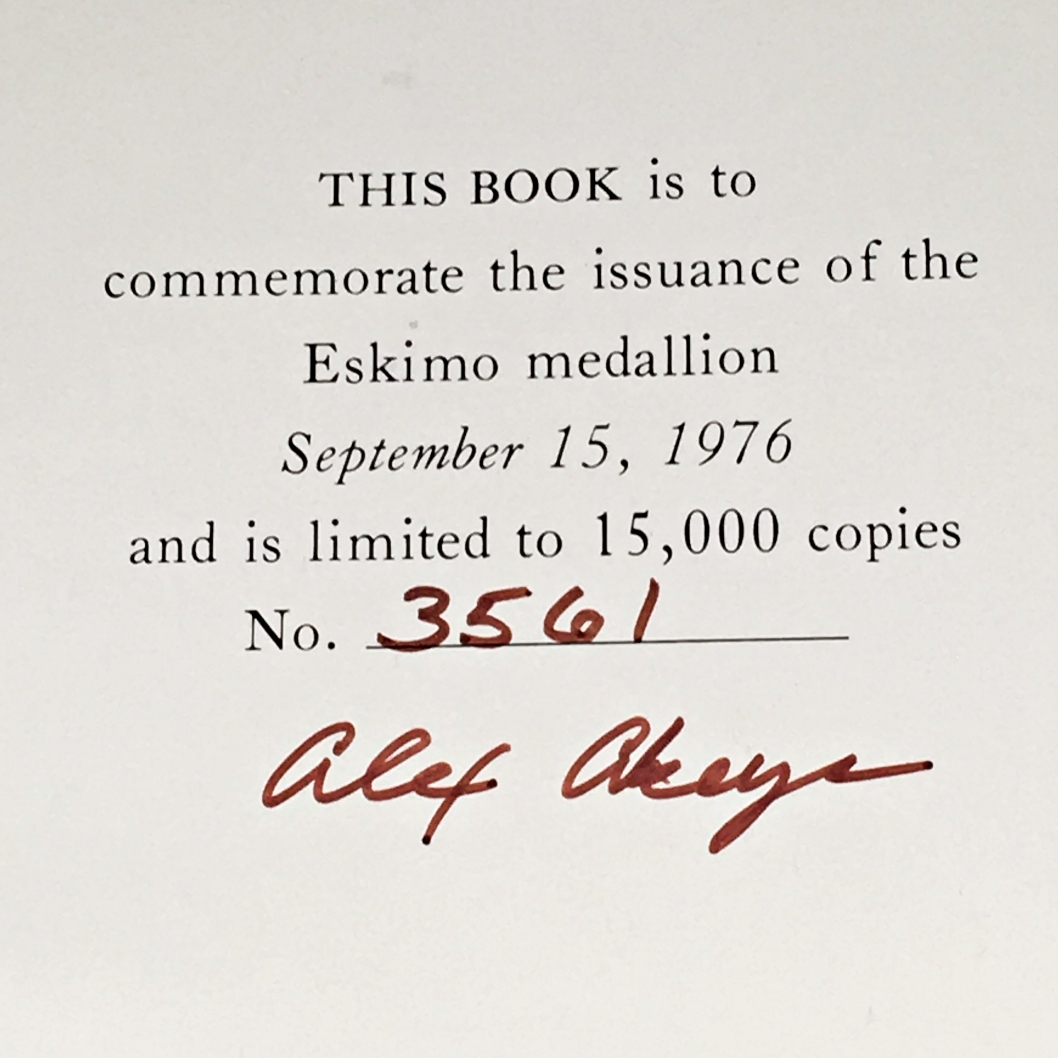 THIS BOOK is to
commemorate the issuance of the
Eskimo medallion
September 15, 1976
and is limited to 15,000 copies
No. 3561
Alex